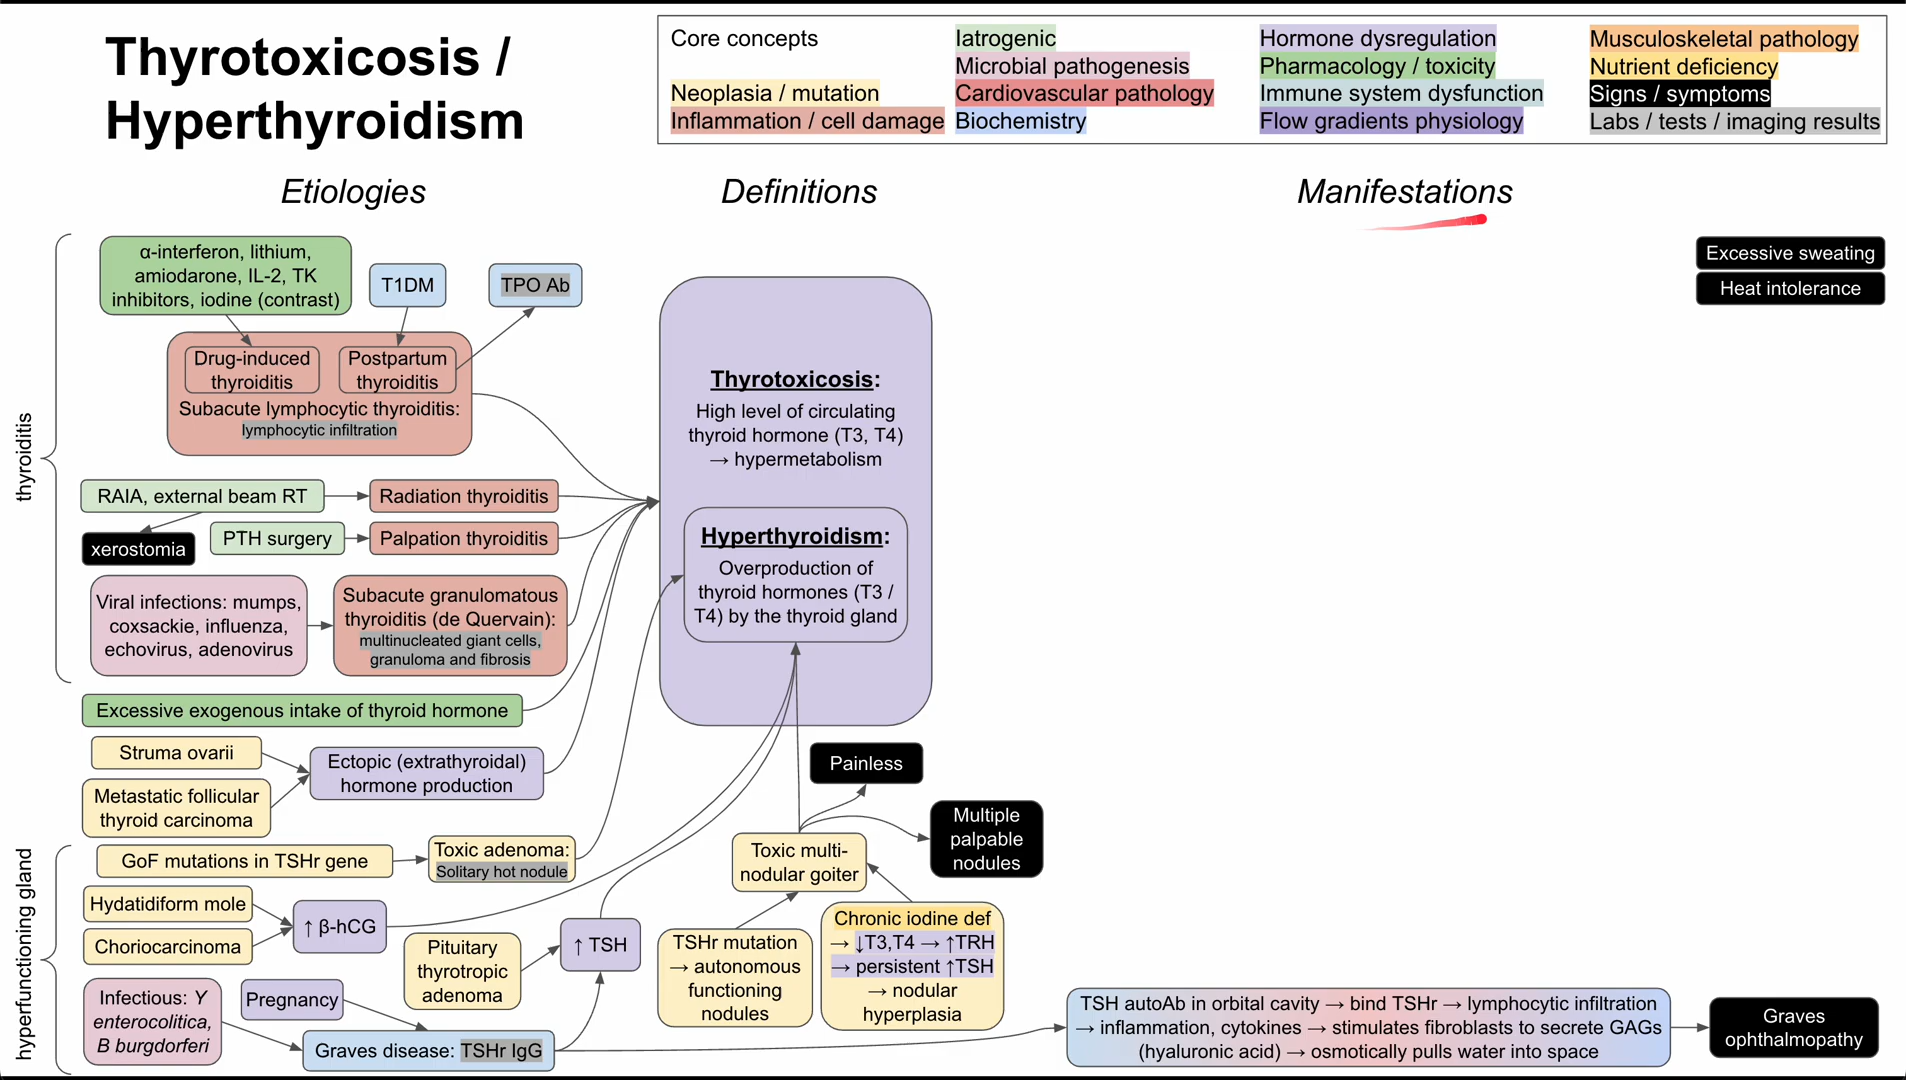 Thyrotoxicosis /
Hyperthyroidism
Core concepts
Neoplasia / mutation
Inflammation / cell damage
Iatrogenic
Microbial pathogenesis
Cardiovascular pathology
Biochemistry
Hormone dysregulation
Pharmacology / toxicity
Immune system dysfunction
Flow gradients physiology
Musculoskeletal pathology
Nutrient deficiency
Signs / symptoms
Labs / tests / imaging results
Etiologies
Definitions
Manifestations
thyroiditis
α-interferon, lithium,
amiodarone, IL-2, TK
inhibitors, iodine (contrast)
T1DM
TPO Ab
Drug-induced
thyroiditis
Postpartum
thyroiditis
Subacute lymphocytic thyroiditis:
lymphocytic infiltration
RAIA, external beam RT
Radiation thyroiditis
xerostomia
PTH surgery
Palpation thyroiditis
Viral infections: mumps,
coxsackie, influenza,
echovirus, adenovirus
Subacute granulomatous
thyroiditis (de Quervain):
multinucleated giant cells,
granuloma and fibrosis
Excessive exogenous intake of thyroid hormone
Struma ovarii
Metastatic follicular
thyroid carcinoma
Ectopic (extrathyroidal)
hormone production
hyperfunctioning gland
GoF mutations in TSHr gene
Toxic adenoma:
Solitary hot nodule
Hydatidiform mole
Choriocarcinoma
↑ β-hCG
Pituitary
thyrotropic
adenoma
↑ TSH
Infectious: Y
enterocolitica,
B burgdorferi
Pregnancy
Graves disease: TSHr IgG
Thyrotoxicosis:
High level of circulating
thyroid hormone (T3, T4)
→ hypermetabolism
Hyperthyroidism:
Overproduction of
thyroid hormones (T3 /
T4) by the thyroid gland
Painless
Multiple
palpable
nodules
Toxic multi-
nodular goiter
TSHr mutation
→ autonomous
functioning
nodules
Chronic iodine def
→ ↓T3,T4 → ↑TRH
→ persistent ↑TSH
→ nodular
hyperplasia
Excessive sweating
Heat intolerance
TSH autoAb in orbital cavity → bind TSHr → lymphocytic infiltration
→ inflammation, cytokines → stimulates fibroblasts to secrete GAGs
(hyaluronic acid) → osmotically pulls water into space
Graves
ophthalmopathy